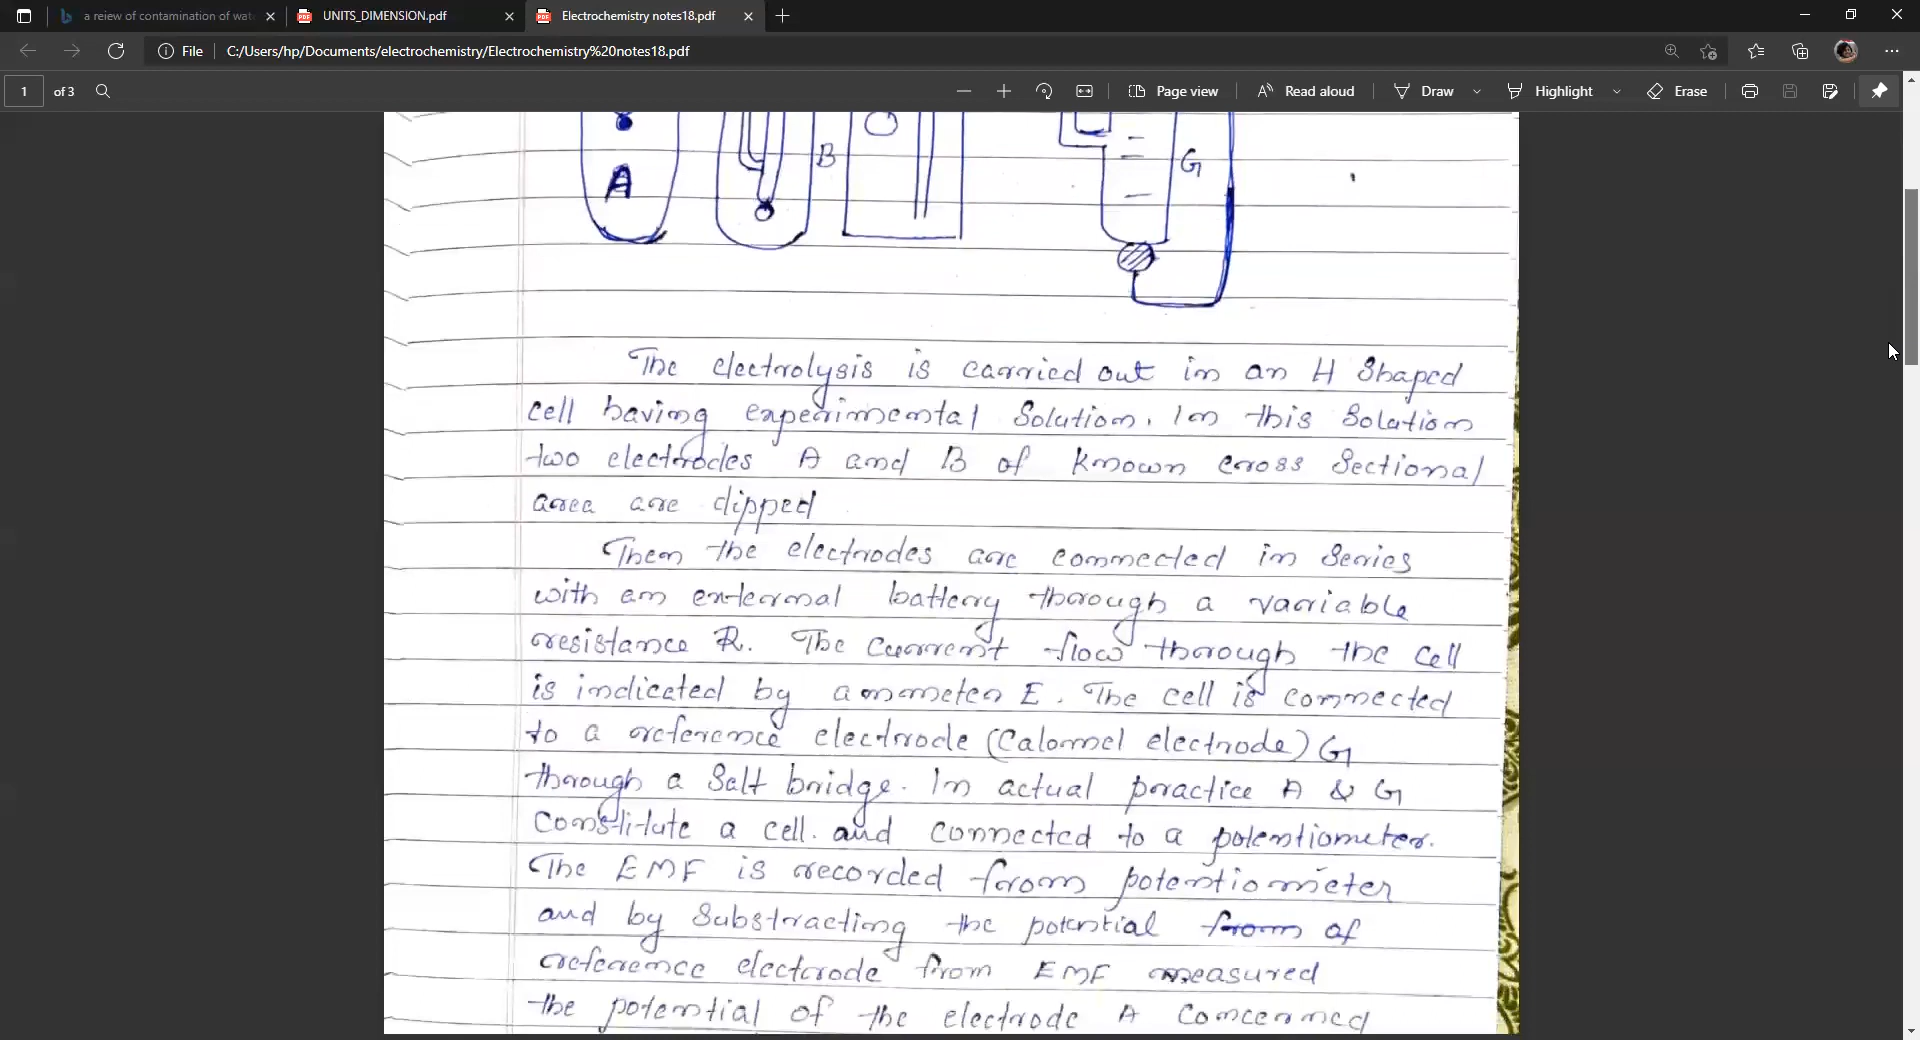 a reiew of contamination of wat
UNITS_DIMENSION.pdf
Electrochemistry notes18.pdf
File
C:/Users/hp/Documents/electrochemistry/Electrochemistry%20notes18.pdf
1 of 3
Page view
Read aloud
Draw
Highlight
Erase
A
B
G
The electrolysis is carried out in an H Shaped
cell having experimental Solution. In this Solution
two electrodes A and B of known cross Sectional
area are dipped
Then the electrodes are connected in Series
with an external battery through a variable
resistance R. The current flow through the cell
is indicated by ammeter E. The cell is connected
to a reference electrode (Calomel electrode) G
through a Salt bridge. In actual practice A & G
Constitute a cell. and connected to a potentiometer.
The EMF is recorded from potentiometer
and by Substracting the potential from of
reference electrode from EMF measured
the potential of the electrode A concerned